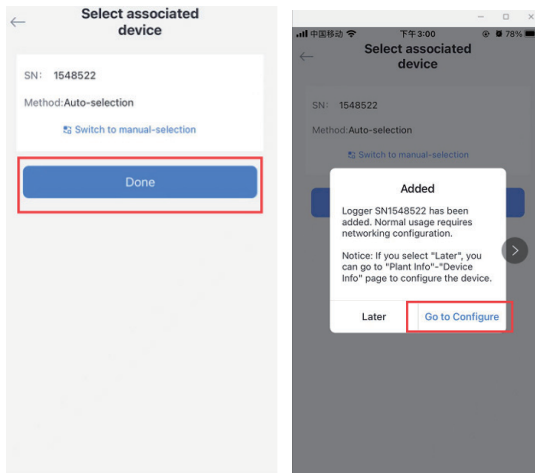 Select associated
device
SN: 1548522
Method:Auto-selection
Switch to manual-selection
Done
中国移动
下午3:00
78%
Select associated
device
SN: 1548522
Method:Auto-selection
Switch to manual-selection
Added
Logger SN1548522 has been
added. Normal usage requires
networking configuration.
Notice: If you select "Later", you
can go to "Plant Info"-"Device
Info" page to configure the device.
Later
Go to Configure